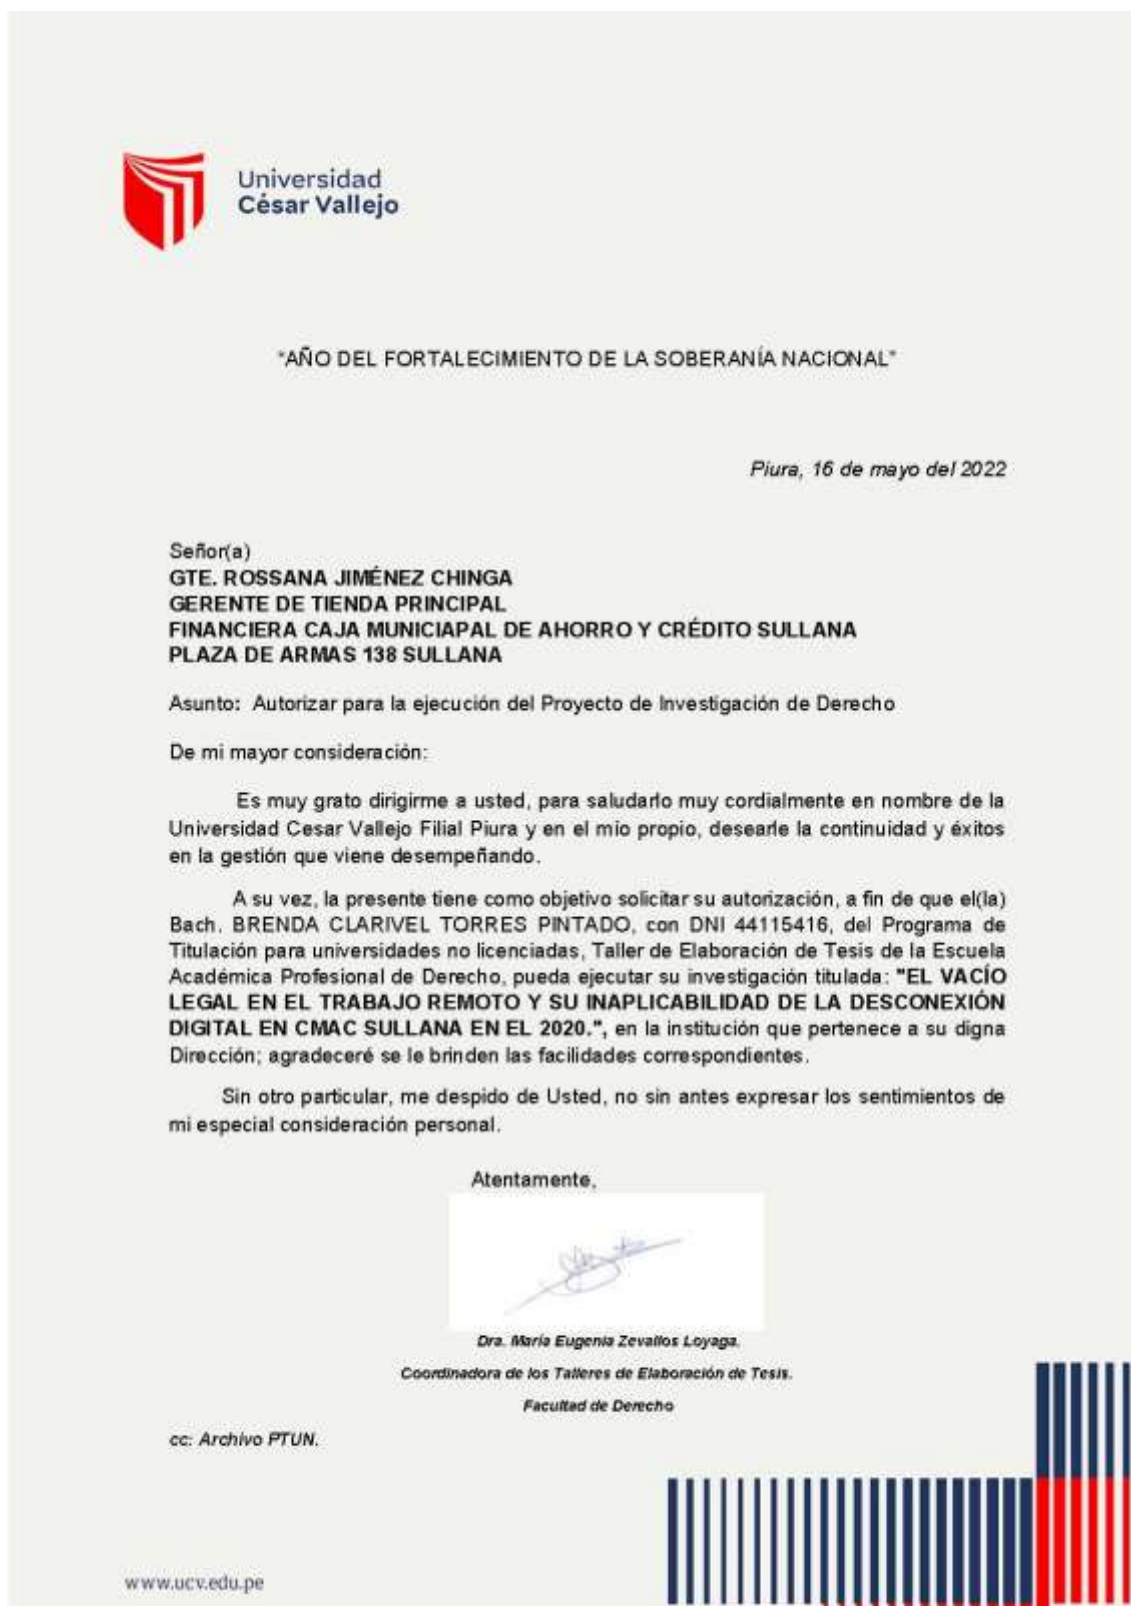 Universidad
César Vallejo
"AÑO DEL FORTALECIMIENTO DE LA SOBERANÍA NACIONAL"
Piura, 16 de mayo del 2022
Señor(a)
GTE. ROSSANA JIMÉNEZ CHINGA
GERENTE DE TIENDA PRINCIPAL
FINANCIERA CAJA MUNICIAPAL DE AHORRO Y CRÉDITO SULLANA
PLAZA DE ARMAS 138 SULLANA
Asunto: Autorizar para la ejecución del Proyecto de Investigación de Derecho
De mi mayor consideración:
Es muy grato dirigirme a usted, para saludarlo muy cordialmente en nombre de la
Universidad Cesar Vallejo Filial Piura y en el mío propio, desearle la continuidad y éxitos
en la gestión que viene desempeñando.
A su vez, la presente tiene como objetivo solicitar su autorización, a fin de que el(la)
Bach. BRENDA CLARIVEL TORRES PINTADO, con DNI 44115416, del Programa de
Titulación para universidades no licenciadas, Taller de Elaboración de Tesis de la Escuela
Académica Profesional de Derecho, pueda ejecutar su investigación titulada: "EL VACÍO
LEGAL EN EL TRABAJO REMOTO Y SU INAPLICABILIDAD DE LA DESCONEXIÓN
DIGITAL EN CMAC SULLANA EN EL 2020.", en la institución que pertenece a su digna
Dirección; agradeceré se le brinden las facilidades correspondientes.
Sin otro particular, me despido de Usted, no sin antes expresar los sentimientos de
mi especial consideración personal.
Atentamente,
Dra. María Eugenia Zevallos Loyaga.
Coordinadora de los Talleres de Elaboración de Tesis.
Facultad de Derecho
cc: Archivo PTUN.
www.ucv.edu.pe